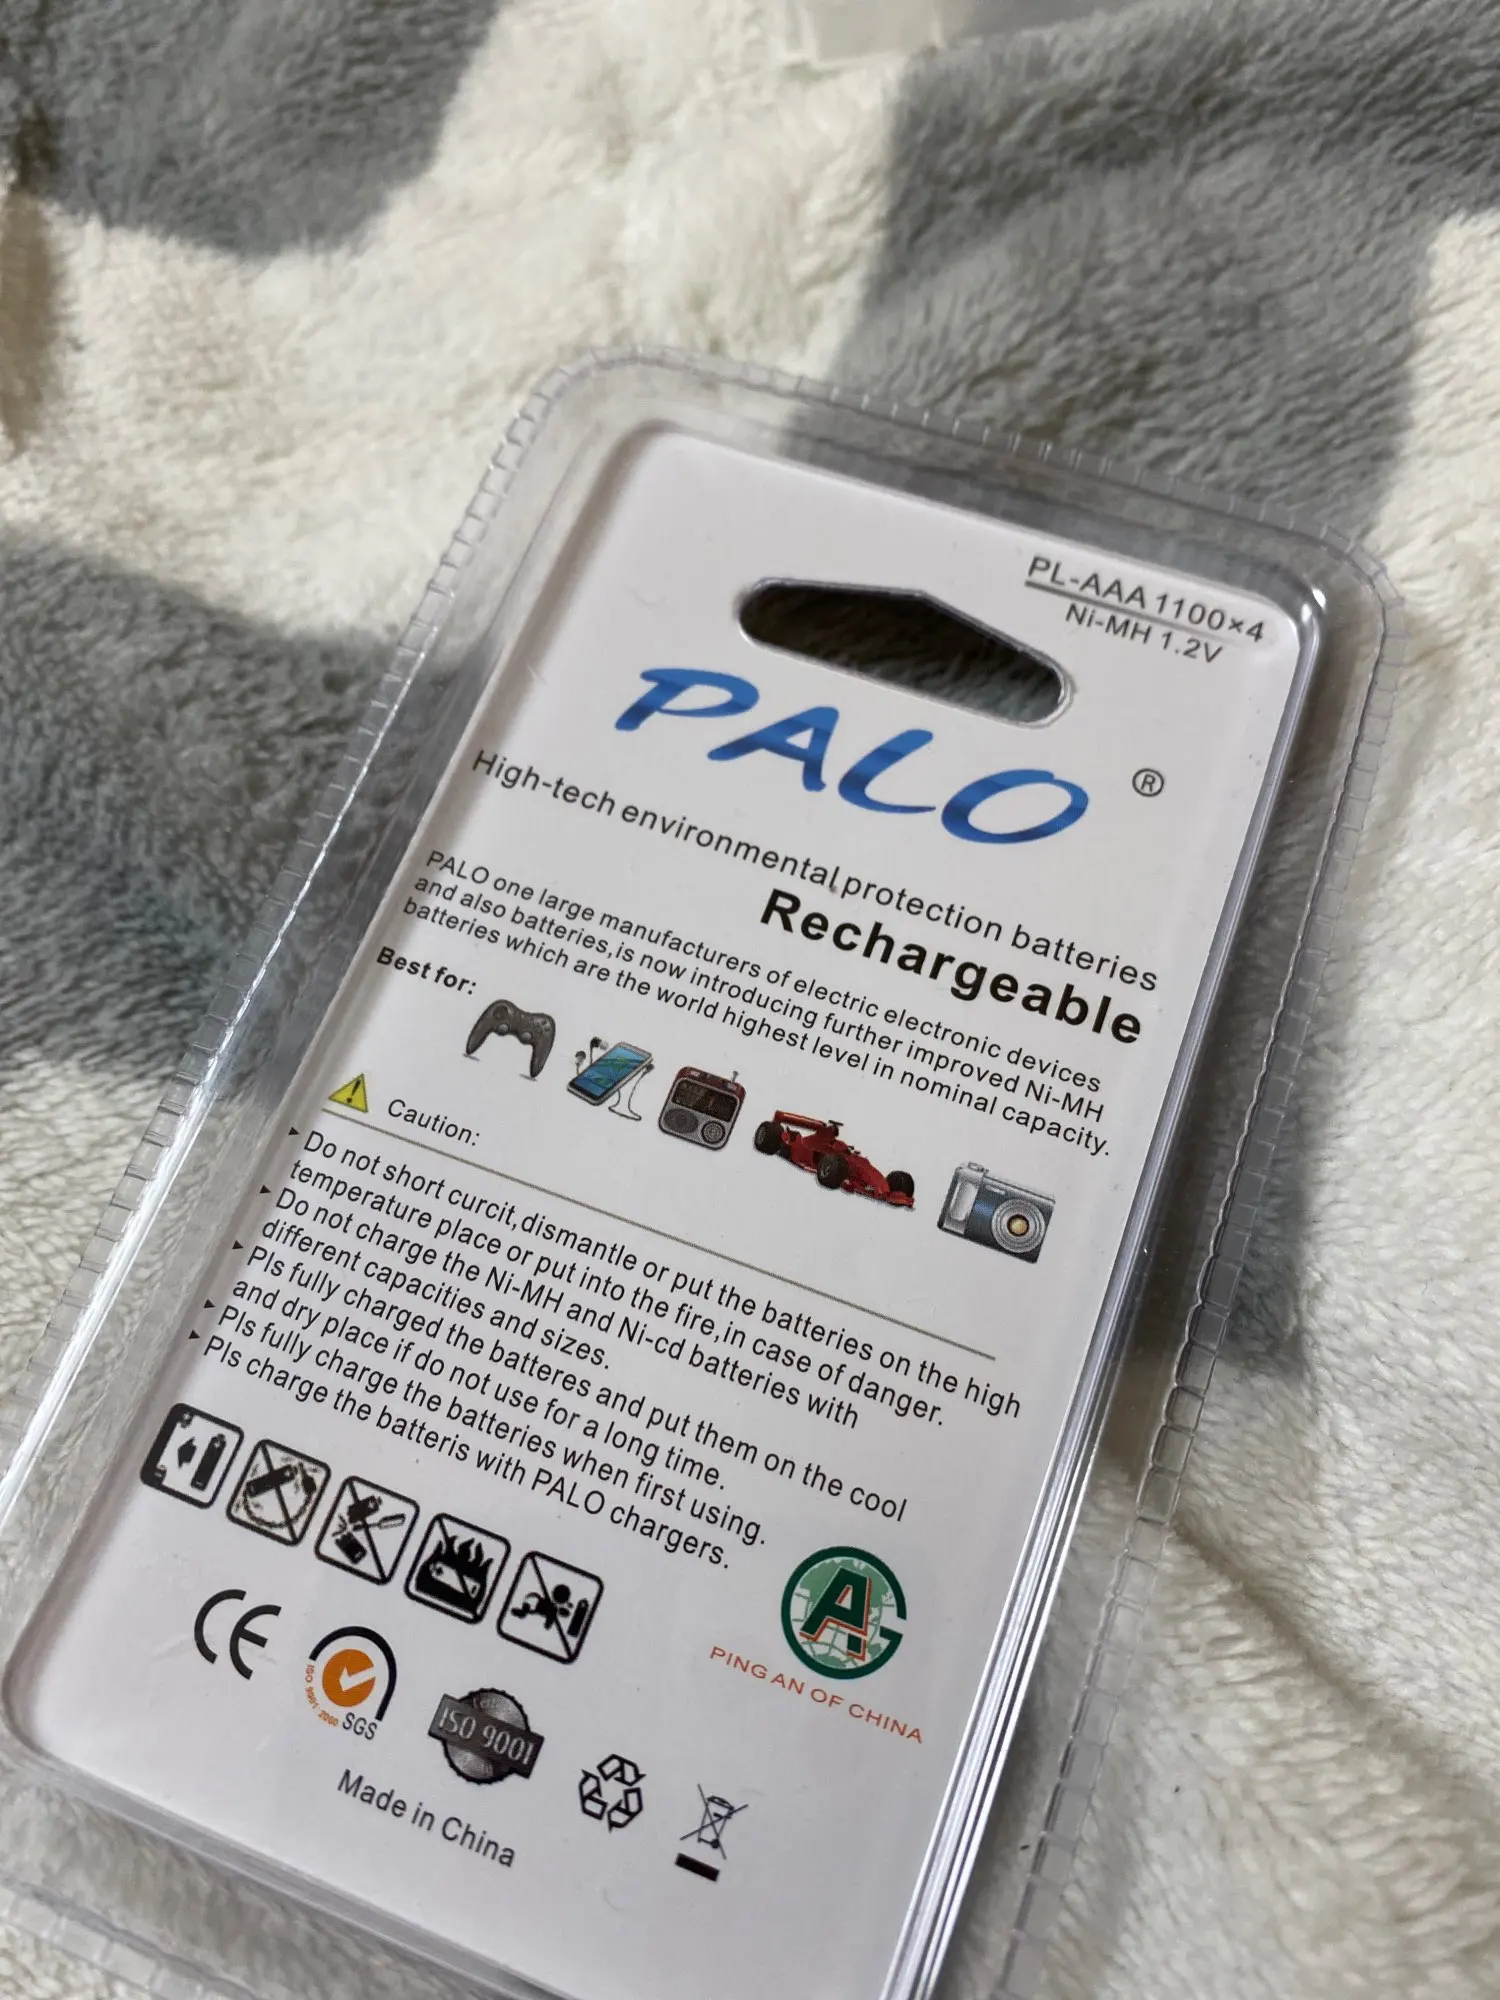 PL-AAA 1100×4
Ni-MH 1.2V
PALO ®
High-tech environmental protection batteries
Rechargeable
PALO one large manufacturers of electric electronic devices
and also batteries,is now introducing further improved Ni-MH
batteries which are the world highest level in nominal capacity.
Best for:
Caution:
Do not short curcit,dismantle or put the batteries on the high
temperature place or put into the fire,in case of danger.
Do not charge the Ni-MH and Ni-cd batteries with
different capacities and sizes.
Pls fully charged the batteres and put them on the cool
and dry place if do not use for a long time.
Pls fully charge the batteries when first using.
Pls charge the batteris with PALO chargers.
AG
PING AN OF CHINA
CE
ISO 9001: 2000
SGS
ISO 9001
Made in China